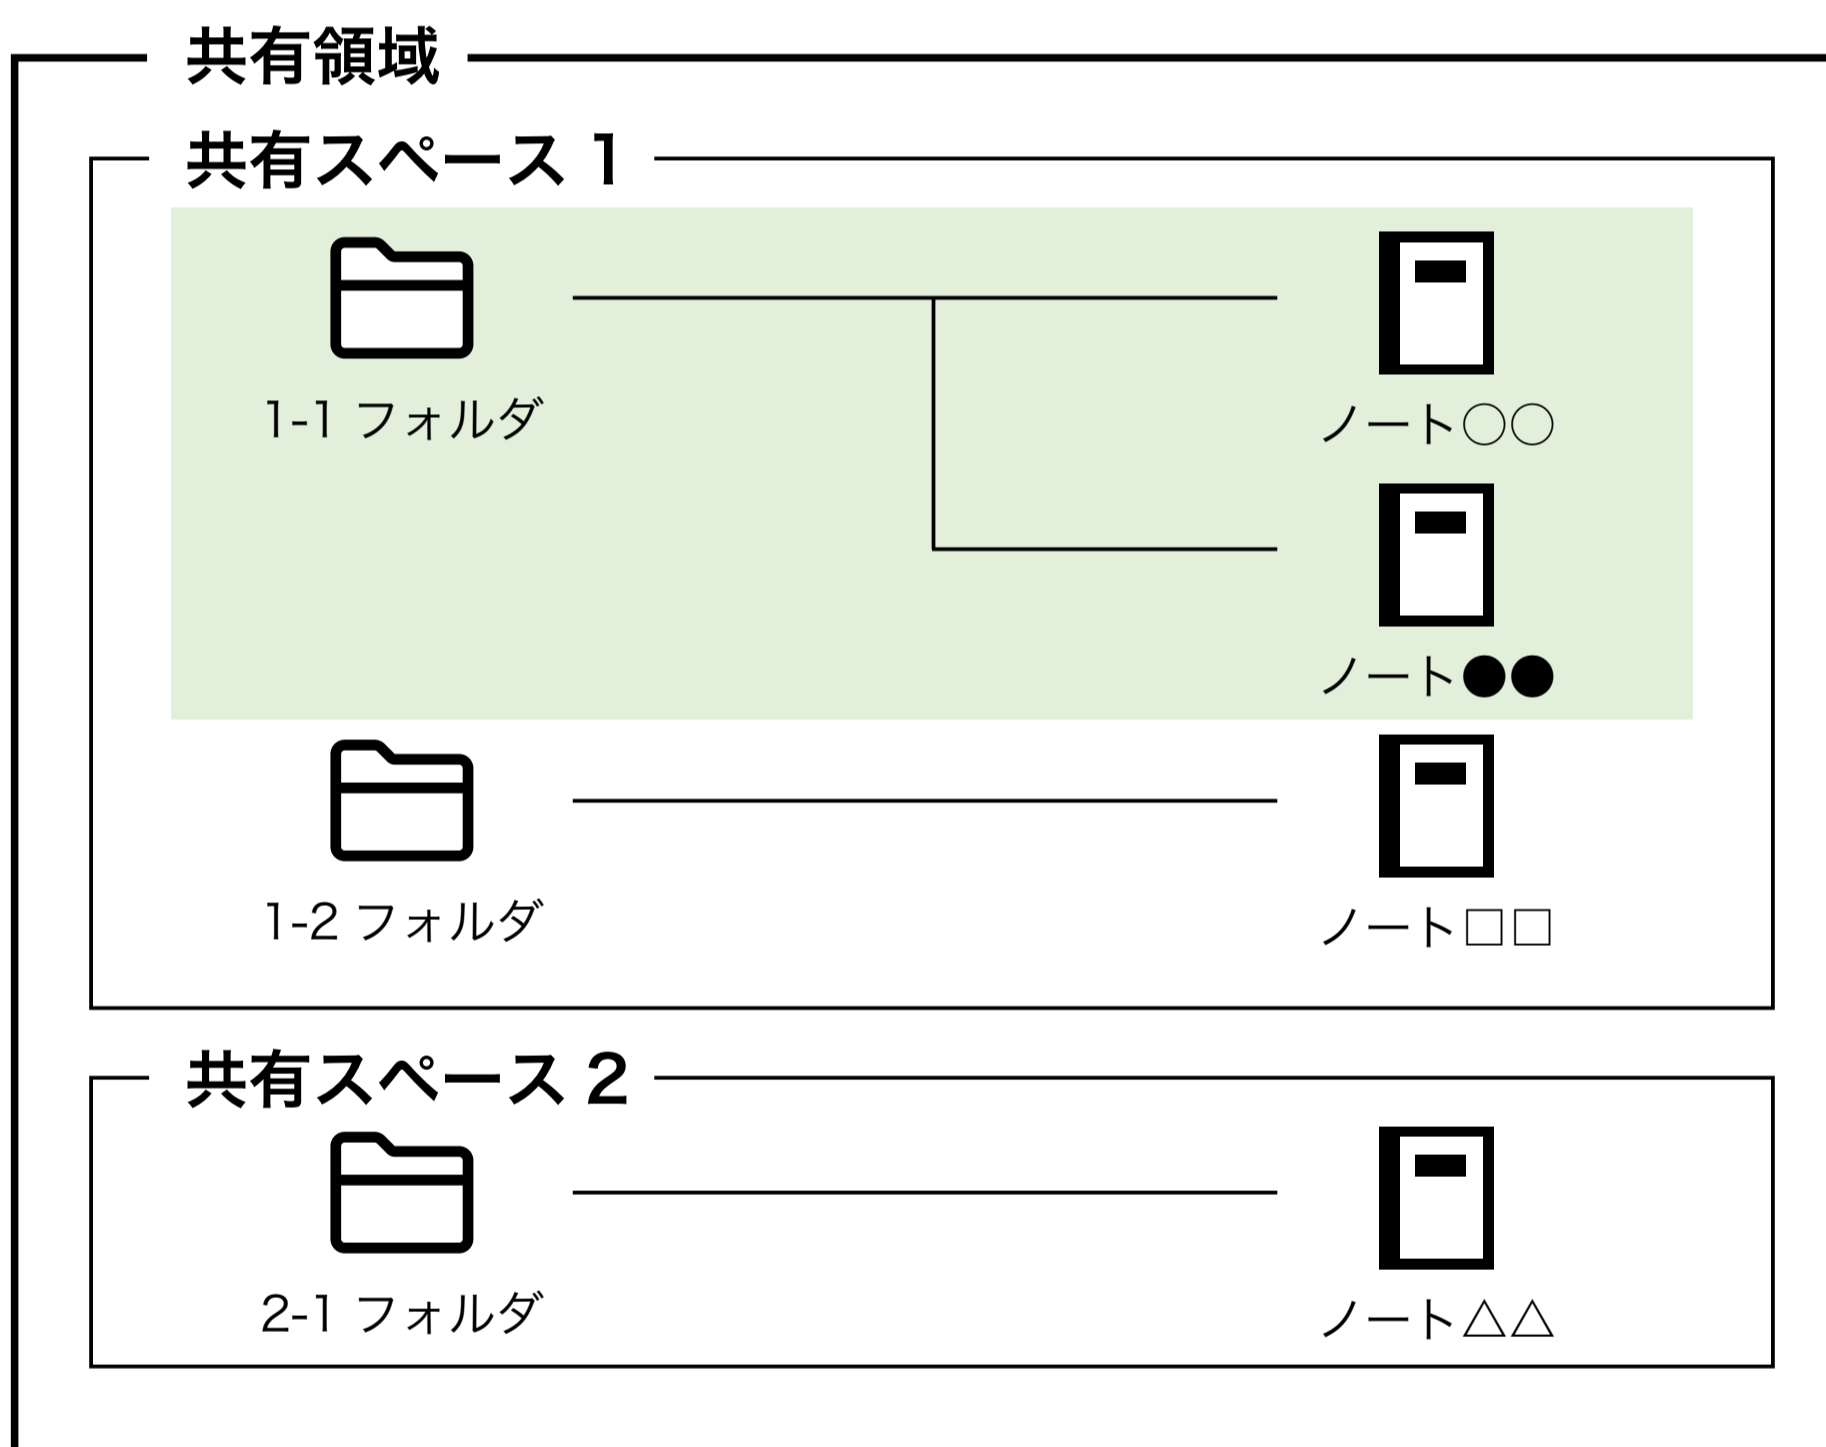 共有領域
共有スペース 1
1-1 フォルダ
ノート○○
ノート●●
1-2 フォルダ
ノート□□
共有スペース 2
2-1 フォルダ
ノート△△